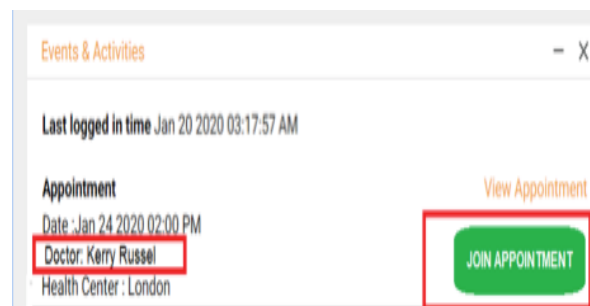 Events & Activities
− X
Last logged in time Jan 20 2020 03:17:57 AM
Appointment
View Appointment
Date :Jan 24 2020 02:00 PM
Doctor: Kerry Russel
JOIN APPOINTMENT
Health Center : London